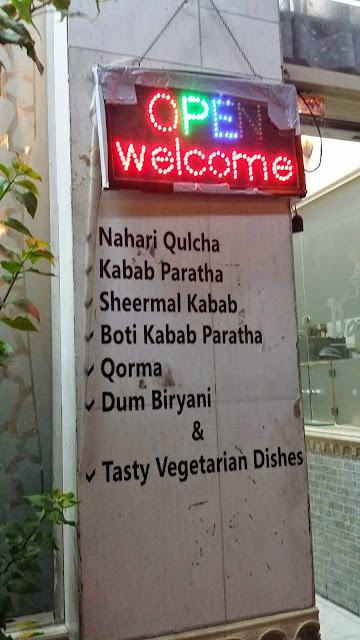 OPEN
welcome
Nahari Qulcha
Kabab Paratha
Sheermal Kabab
Boti Kabab Paratha
Qorma
Dum Biryani
&
Tasty Vegetarian Dishes